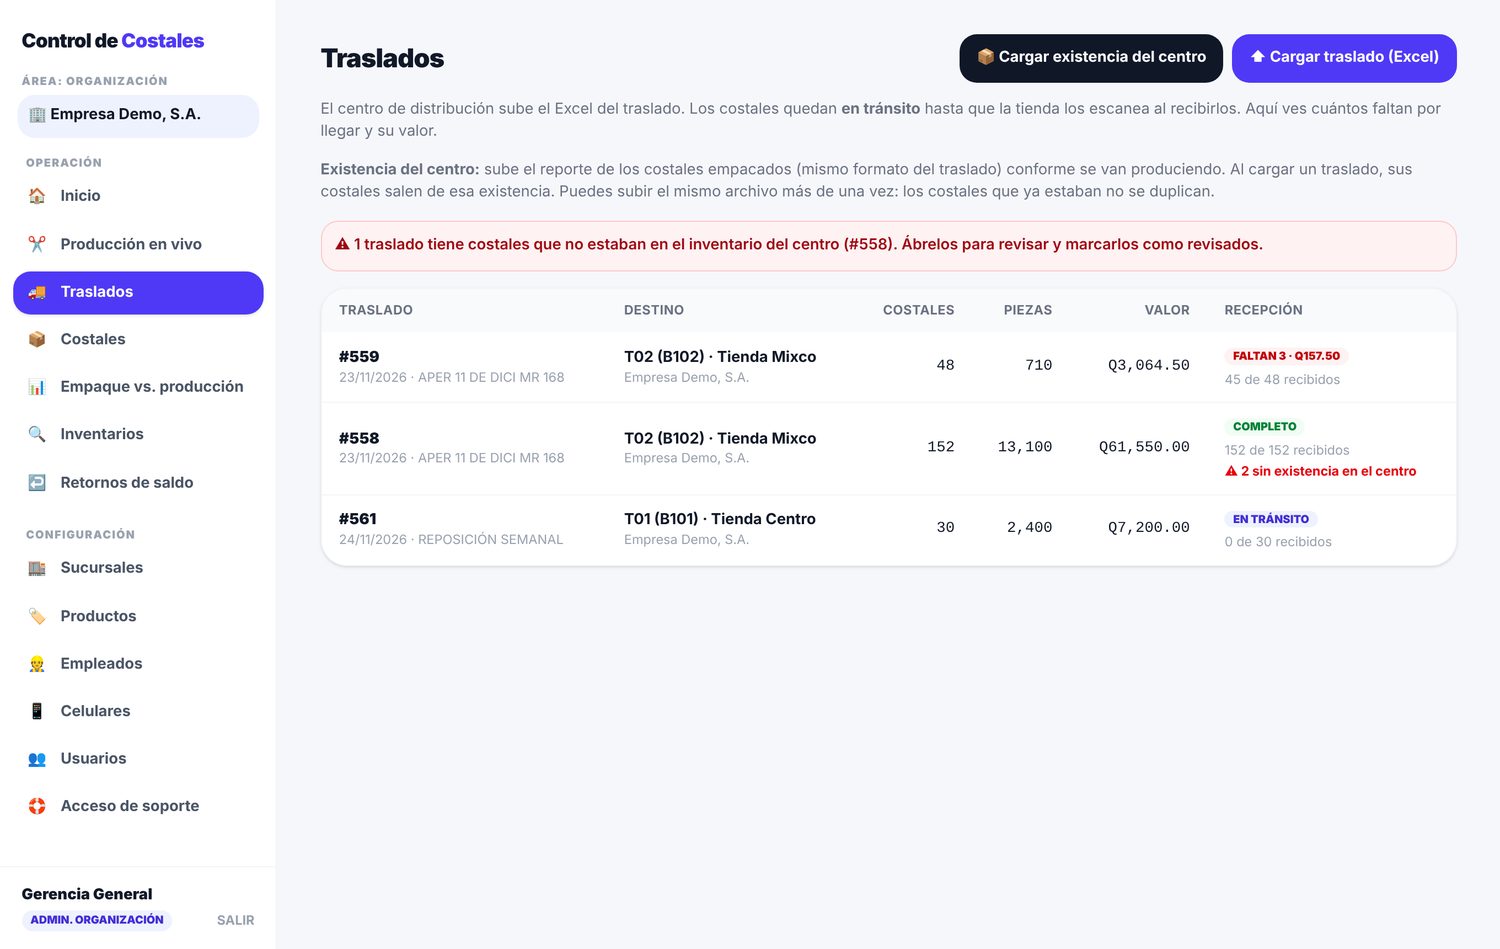 Control de Costales
ÁREA: ORGANIZACIÓN
🏢 Empresa Demo, S.A.
OPERACIÓN
Inicio
Producción en vivo
Traslados
Costales
Empaque vs. producción
Inventarios
Retornos de saldo
CONFIGURACIÓN
Sucursales
Productos
Empleados
Celulares
Usuarios
Acceso de soporte
Gerencia General
ADMIN. ORGANIZACIÓN
SALIR
Traslados
📦 Cargar existencia del centro
⬆ Cargar traslado (Excel)
El centro de distribución sube el Excel del traslado. Los costales quedan en tránsito hasta que la tienda los escanea al recibirlos. Aquí ves cuántos faltan por
llegar y su valor.
Existencia del centro: sube el reporte de los costales empacados (mismo formato del traslado) conforme se van produciendo. Al cargar un traslado, sus
costales salen de esa existencia. Puedes subir el mismo archivo más de una vez: los costales que ya estaban no se duplican.
⚠ 1 traslado tiene costales que no estaban en el inventario del centro (#558). Ábrelos para revisar y marcarlos como revisados.
TRASLADO DESTINO COSTALES PIEZAS VALOR RECEPCIÓN
#559 T02 (B102) · Tienda Mixco 48 710 Q3,064.50 FALTAN 3 · Q157.50
23/11/2026 · APER 11 DE DICI MR 168 Empresa Demo, S.A. 45 de 48 recibidos
#558 T02 (B102) · Tienda Mixco 152 13,100 Q61,550.00 COMPLETO
23/11/2026 · APER 11 DE DICI MR 168 Empresa Demo, S.A. 152 de 152 recibidos
⚠ 2 sin existencia en el centro
#561 T01 (B101) · Tienda Centro 30 2,400 Q7,200.00 EN TRÁNSITO
24/11/2026 · REPOSICIÓN SEMANAL Empresa Demo, S.A. 0 de 30 recibidos